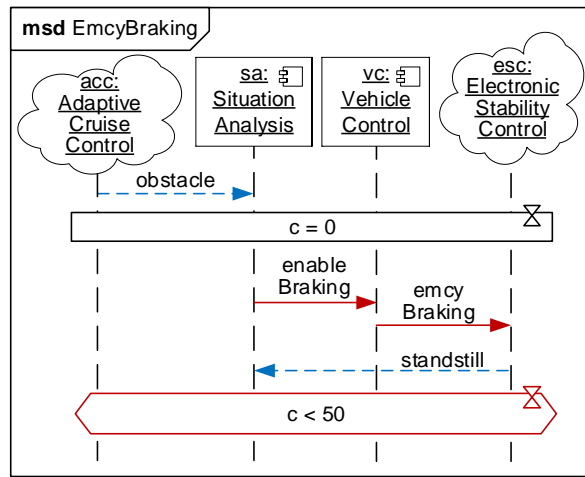 msd EmcyBraking
acc:
Adaptive
Cruise
Control
sa:
Situation
Analysis
vc:
Vehicle
Control
esc:
Electronic
Stability
Control
obstacle
c = 0
enable
Braking
emcy
Braking
standstill
c < 50